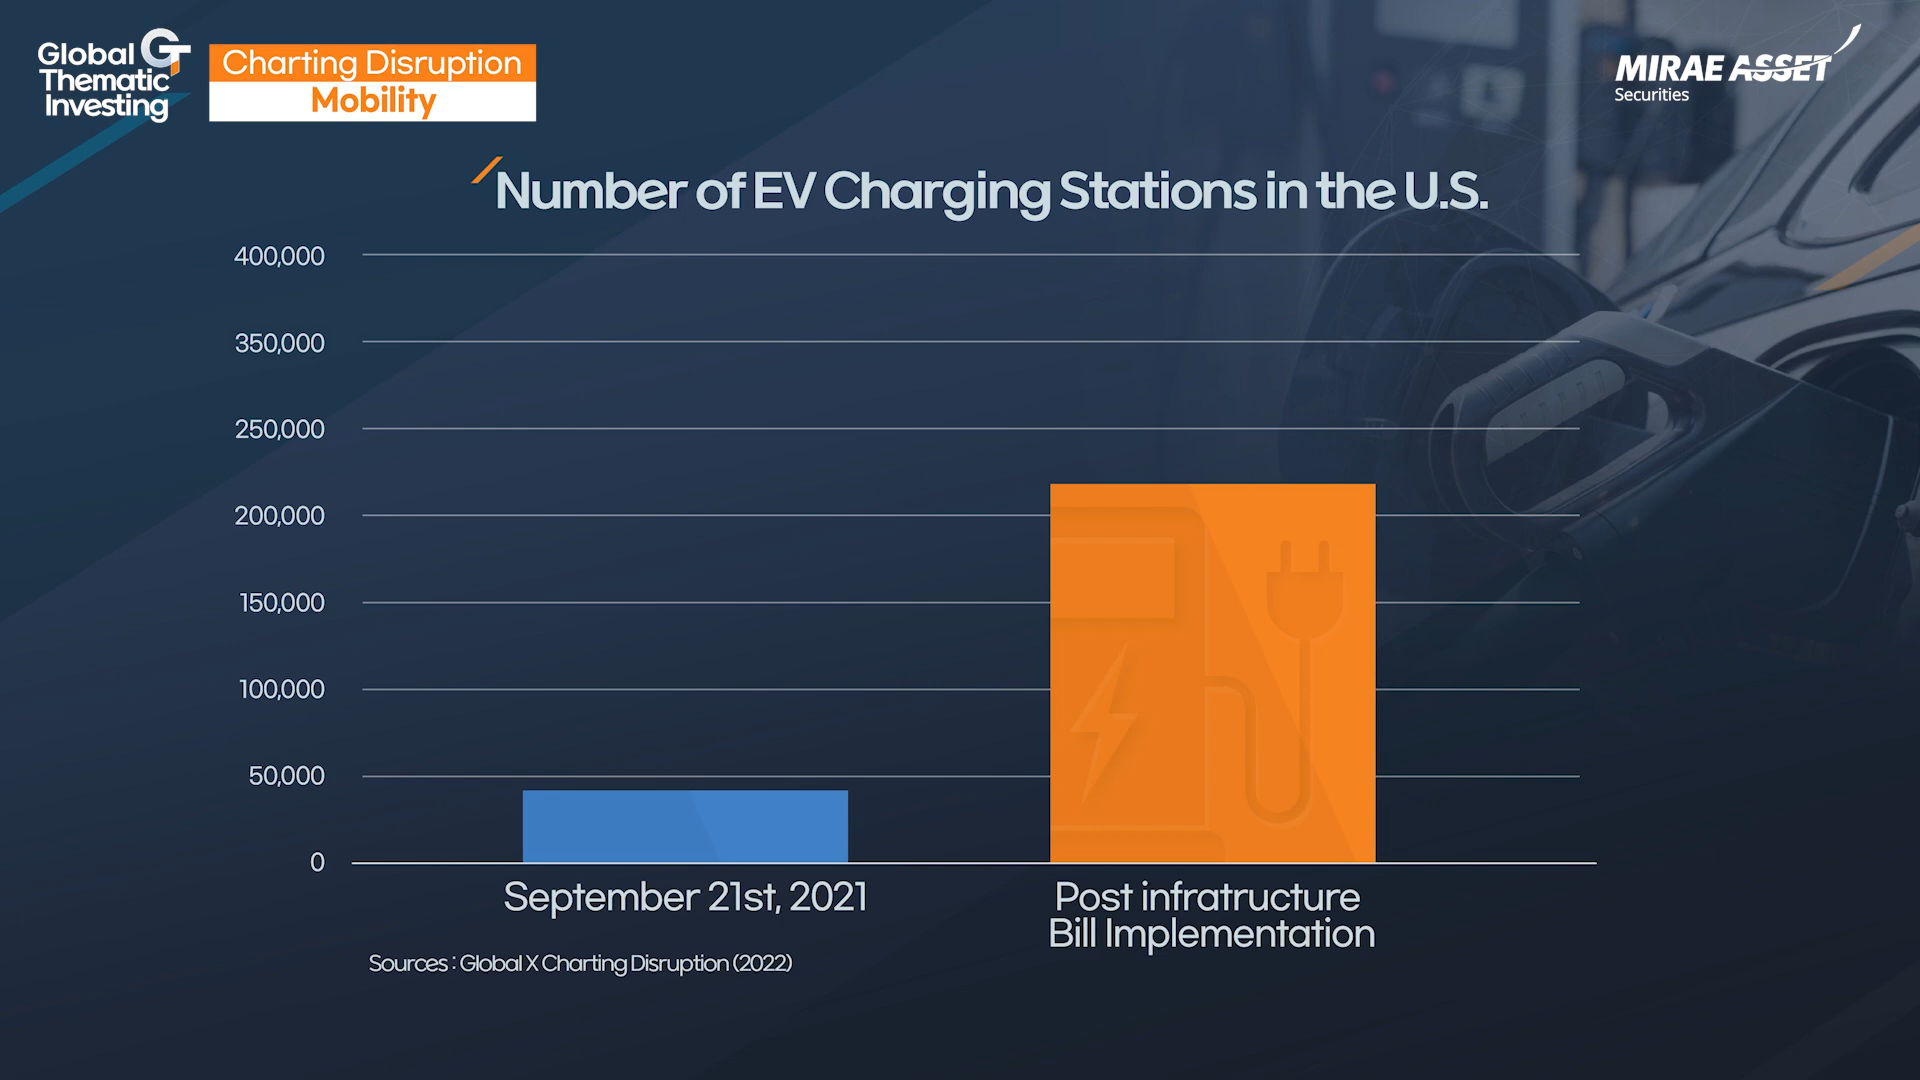 Global
Thematic
Investing
GT
Charting Disruption
Mobility
MIRAE ASSET
Securities
Number of EV Charging Stations in the U.S.
400,000
350,000
250,000
200,000
150,000
100,000
50,000
0
September 21st, 2021
Post infratructure
Bill Implementation
Sources : Global X Charting Disruption (2022)